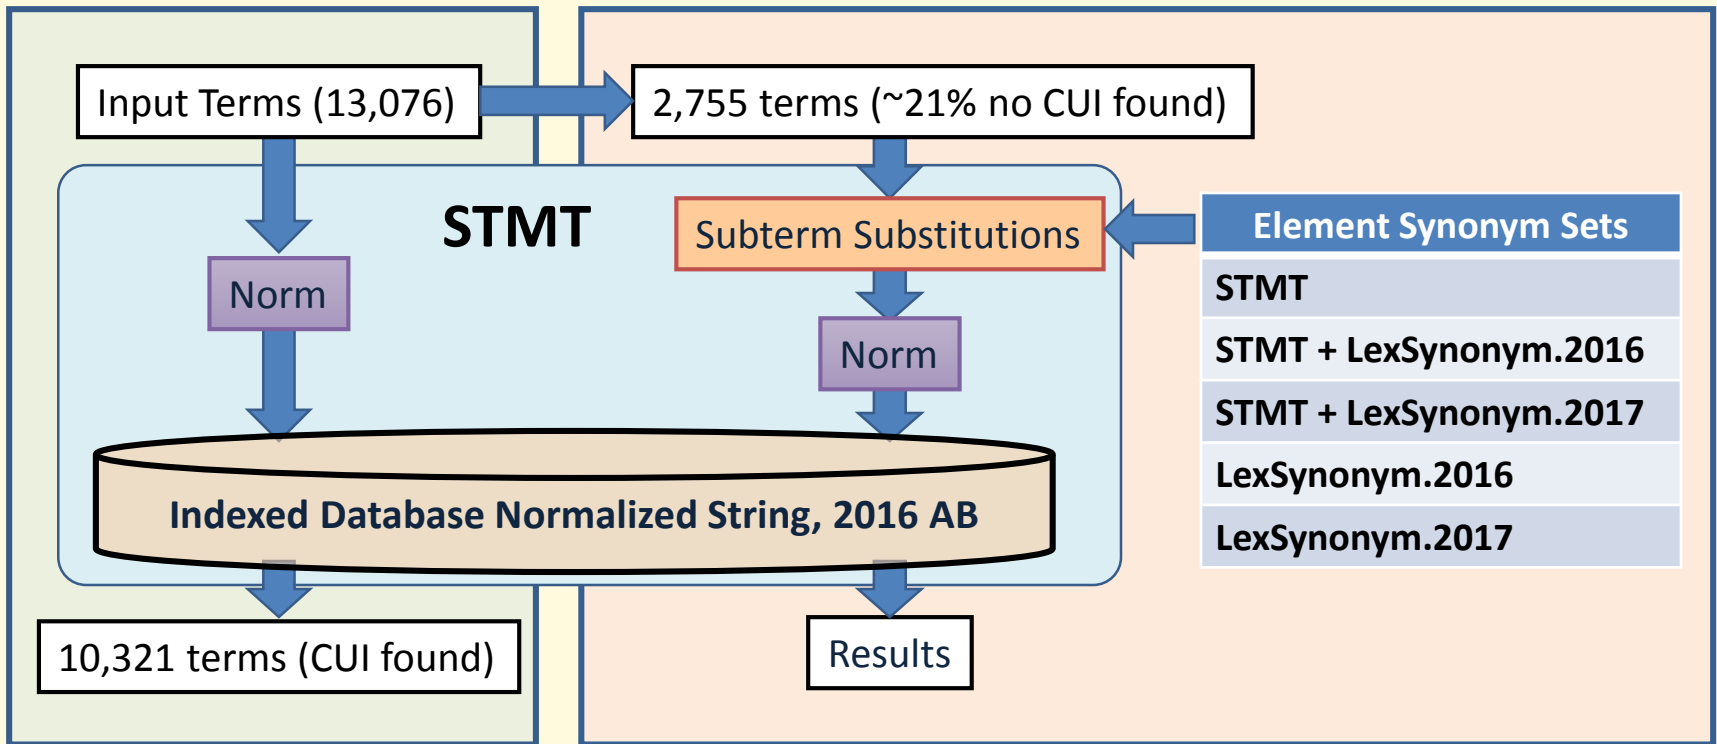 Input Terms (13,076)
2,755 terms (~21% no CUI found)
STMT
Subterm Substitutions
Element Synonym Sets
Norm
STMT
Norm
STMT + LexSynonym.2016
STMT + LexSynonym.2017
LexSynonym.2016
Indexed Database Normalized String, 2016 AB
LexSynonym.2017
10,321 terms (CUI found)
Results